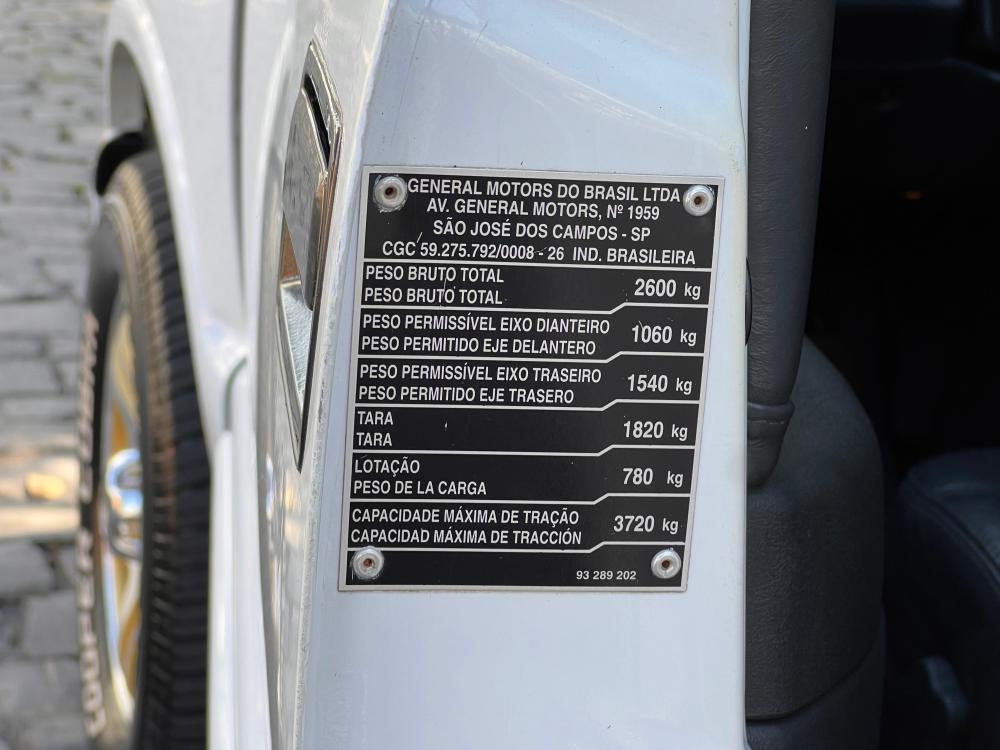 GENERAL MOTORS DO BRASIL LTDA
AV. GENERAL MOTORS, Nº 1959
SÃO JOSÉ DOS CAMPOS - SP
CGC 59.275.792/0008 - 26 IND. BRASILEIRA
PESO BRUTO TOTAL
PESO BRUTO TOTAL
2600 kg
PESO PERMISSÍVEL EIXO DIANTEIRO
PESO PERMITIDO EJE DELANTERO
1060 kg
PESO PERMISSÍVEL EIXO TRASEIRO
PESO PERMITIDO EJE TRASERO
1540 kg
TARA
TARA
1820 kg
LOTAÇÃO
PESO DE LA CARGA
780 kg
CAPACIDADE MÁXIMA DE TRAÇÃO
CAPACIDAD MÁXIMA DE TRACCIÓN
3720 kg
93 289 202